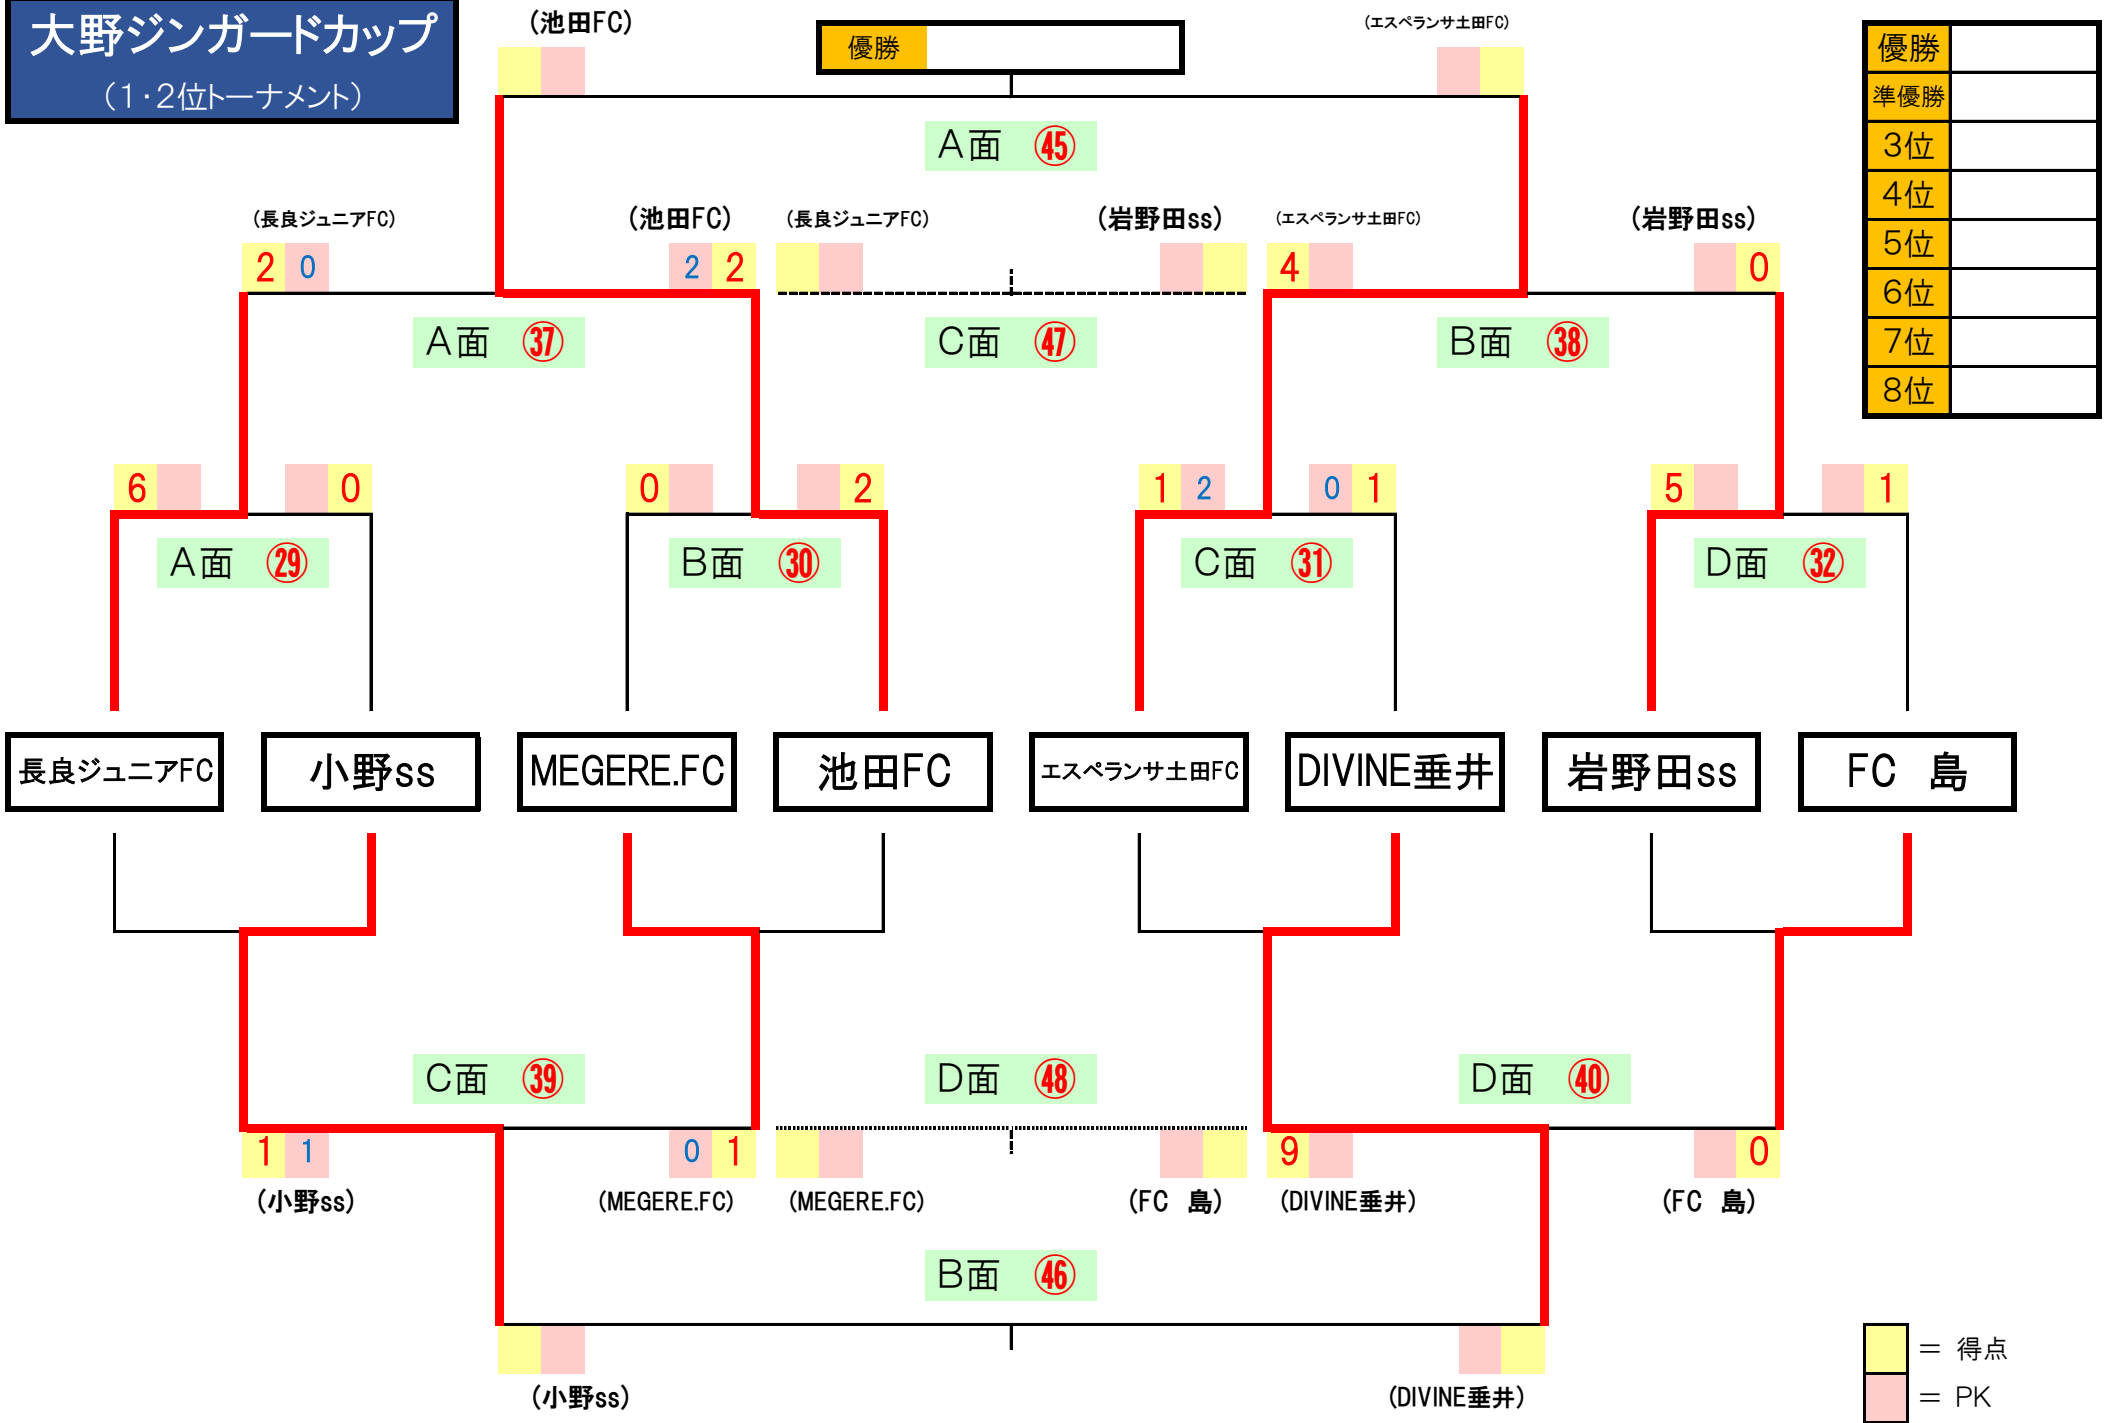 大野ジンガードカップ
（1・2位トーナメント）
(池田FC)
優勝
(エスペランサ土田FC)
優勝
準優勝
3位
4位
5位
6位
7位
8位
A面 ㊺
(長良ジュニアFC)
(池田FC)
(長良ジュニアFC)
(岩野田ss)
(エスペランサ土田FC)
(岩野田ss)
2 0
2 2
4
0
A面 ㊲
C面 ㊼
B面 ㊳
6
0
0
2
1 2
0 1
5
1
A面 ㉙
B面 ㉚
C面 ㉛
D面 ㉜
長良ジュニアFC
小野ss
MEGERE.FC
池田FC
エスペランサ土田FC
DIVINE垂井
岩野田ss
FC 島
C面 ㊴
D面 ㊽
D面 ㊵
1 1
0 1
9
0
(小野ss)
(MEGERE.FC)
(MEGERE.FC)
(FC 島)
(DIVINE垂井)
(FC 島)
B面 ㊻
(小野ss)
(DIVINE垂井)
＝ 得点
＝ PK